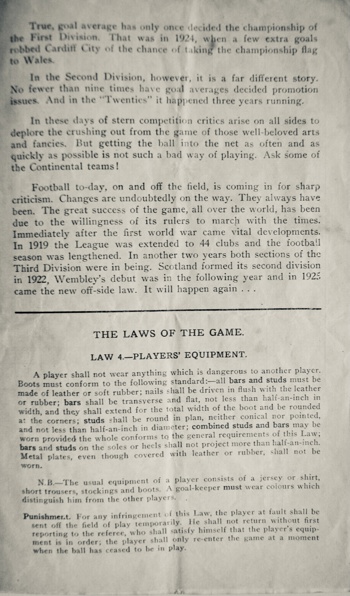 True, goal average has only once decided the championship of
the First Division. That was in 1924, when a few extra goals
robbed Cardiff City of the chance of taking the championship flag
to Wales.
In the Second Division, however, it is a far different story.
No fewer than nine times have goal averages decided promotion
issues. And in the "Twenties" it happened three years running.
In these days of stern competition critics arise on all sides to
deplore the crushing out from the game of those well-beloved arts
and fancies. But getting the ball into the net as often and as
quickly as possible is not such a bad way of playing. Ask some of
the Continental teams!
Football to-day, on and off the field, is coming in for sharp
criticism. Changes are undoubtedly on the way. They always have
been. The great success of the game, all over the world, has been
due to the willingness of its rulers to march with the times.
Immediately after the first world war came vital developments.
In 1919 the League was extended to 44 clubs and the football
season was lengthened. In another two years both sections of the
Third Division were in being. Scotland formed its second division
in 1922, Wembley's debut was in the following year and in 1925
came the new off-side law. It will happen again . . .
THE LAWS OF THE GAME.
LAW 4.—PLAYERS' EQUIPMENT.
A player shall not wear anything which is dangerous to another player.
Boots must conform to the following standard:—all bars and studs must be
made of leather or soft rubber; nails shall be driven in flush with the leather
or rubber; bars shall be transverse and flat, not less than half-an-inch in
width, and they shall extend for the total width of the boot and be rounded
at the corners; studs shall be round in plan, neither conical nor pointed,
and not less than half-an-inch in diameter; combined studs and bars may be
worn provided the whole conforms to the general requirements of this Law;
bars and studs on the soles or heels shall not project more than half-an-inch.
Metal plates, even though covered with leather or rubber, shall not be
worn.
N.B.—The usual equipment of a player consists of a jersey or shirt,
short trousers, stockings and boots. A goal-keeper must wear colours which
distinguish him from the other players.
Punishment. For any infringement of this Law, the player at fault shall be
sent off the field of play temporarily. He shall not return without first
reporting to the referee, who shall satisfy himself that the player's equip-
ment is in order; the player shall only re-enter the game at a moment
when the ball has ceased to be in play.